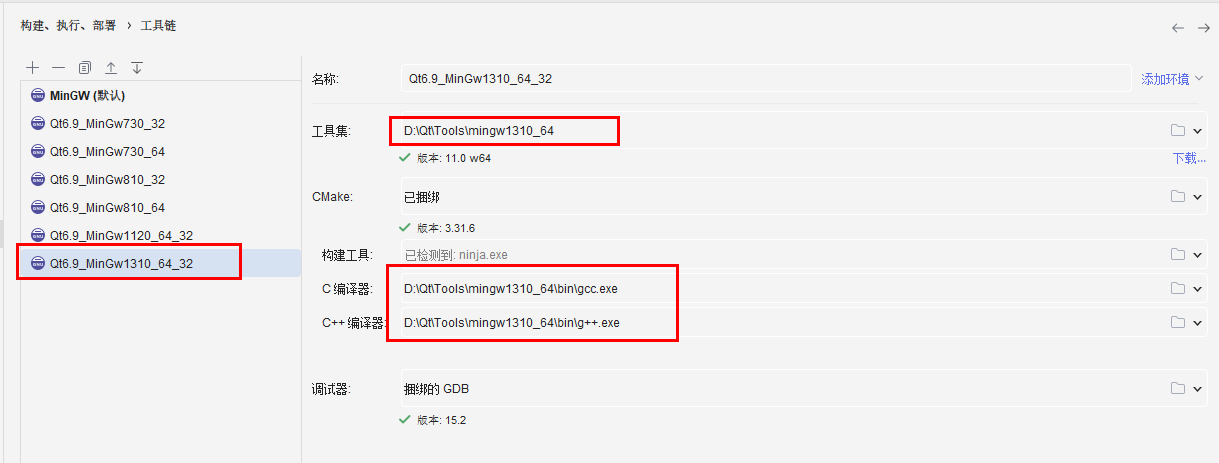 构建、执行、部署 › 工具链
MinGW (默认)
Qt6.9_MinGw730_32
Qt6.9_MinGw730_64
Qt6.9_MinGw810_32
Qt6.9_MinGw810_64
Qt6.9_MinGw1120_64_32
Qt6.9_MinGw1310_64_32
名称: Qt6.9_MinGw1310_64_32 添加环境
工具集: D:\Qt\Tools\mingw1310_64
版本: 11.0 w64 下载...
CMake: 已捆绑
版本: 3.31.6
构建工具: 已检测到: ninja.exe
C 编译器: D:\Qt\Tools\mingw1310_64\bin\gcc.exe
C++ 编译器: D:\Qt\Tools\mingw1310_64\bin\g++.exe
调试器: 捆绑的 GDB
版本: 15.2